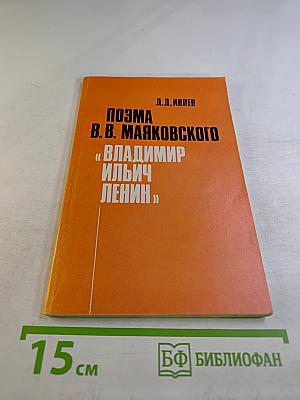 Д.Д. ИВЛЕВ
ПОЭМА
В.В. МАЯКОВСКОГО
«ВЛАДИМИР
ИЛЬИЧ
ЛЕНИН»
15 см
БФ БИБЛИОФАН